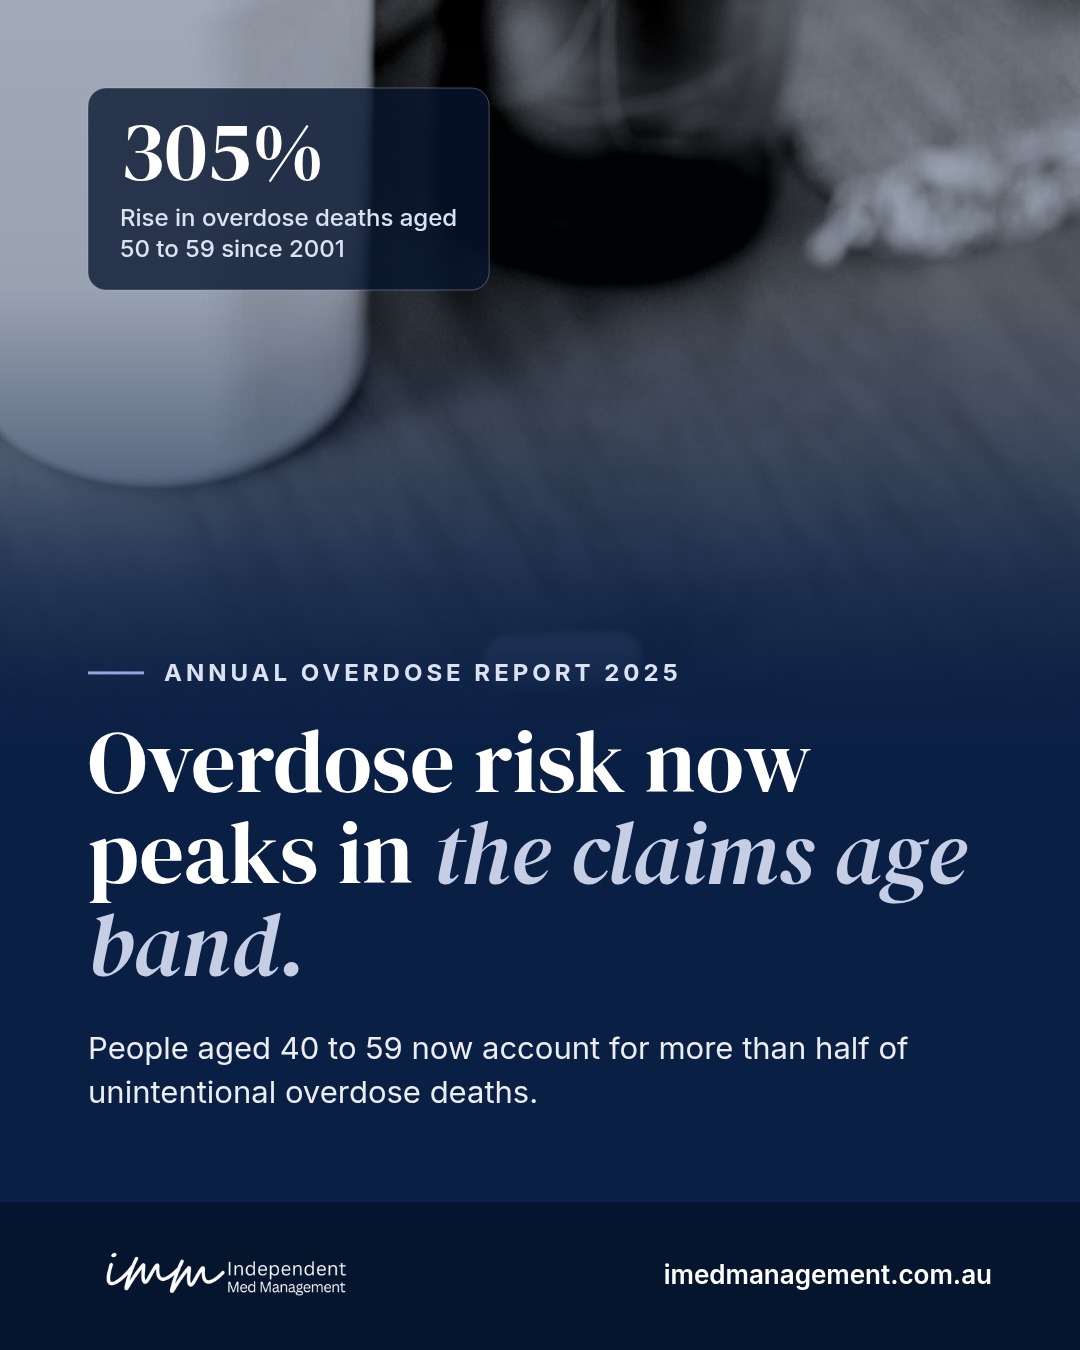 305%
Rise in overdose deaths aged
50 to 59 since 2001
ANNUAL OVERDOSE REPORT 2025
Overdose risk now
peaks in the claims age
band.
People aged 40 to 59 now account for more than half of
unintentional overdose deaths.
imm Independent
Med Management
imedmanagement.com.au